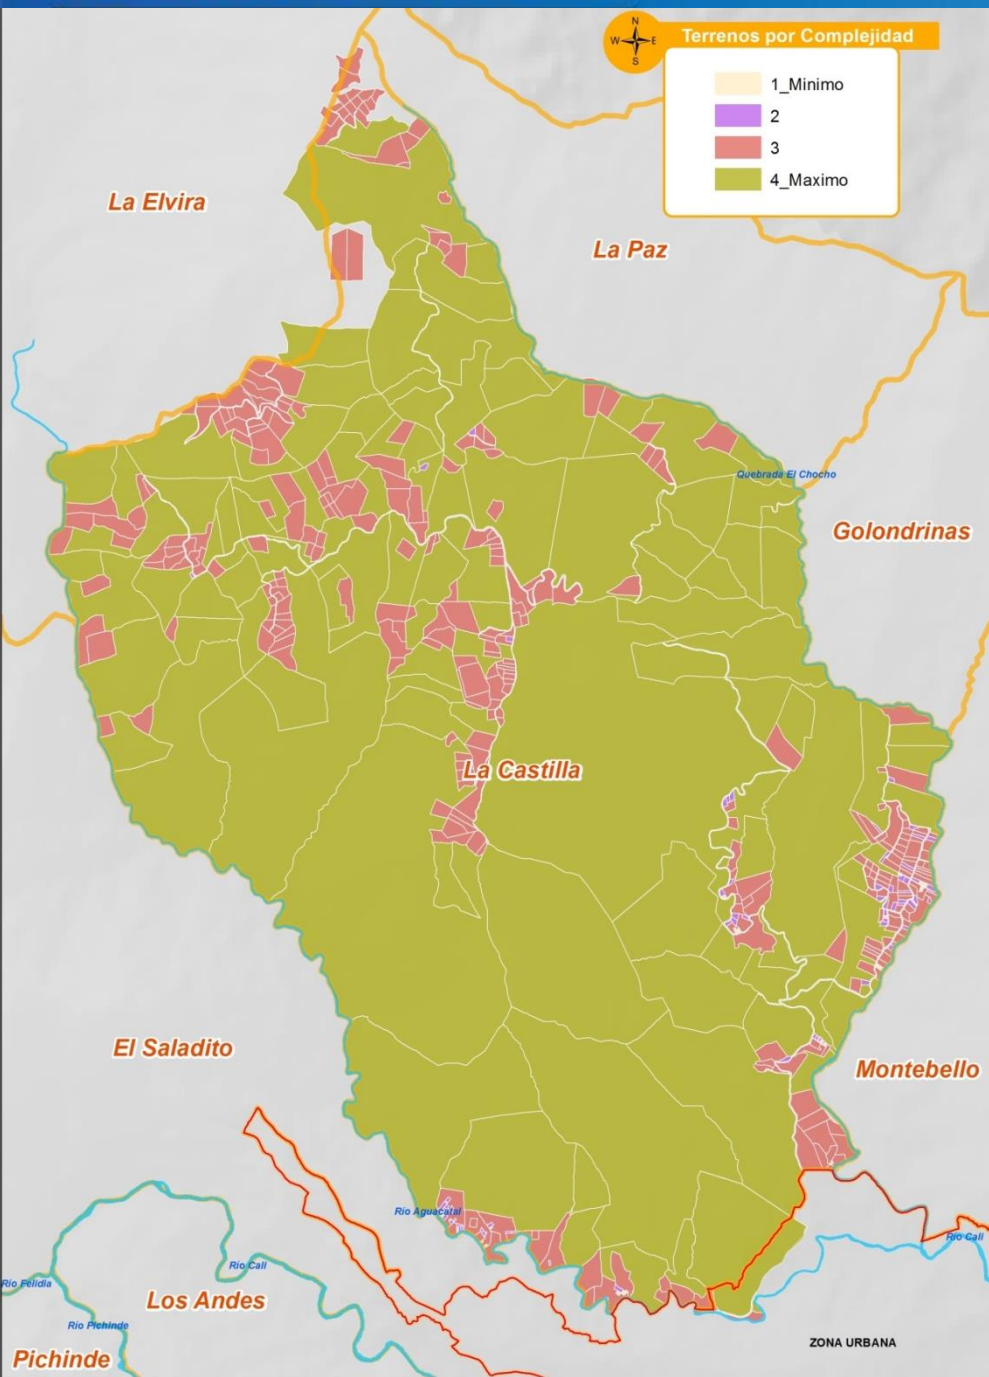 N
W E
S
Terrenos por Complejidad
1_Minimo
2
3
4_Maximo
La Elvira
La Paz
Quebrada El Chocho
Golondrinas
La Castilla
El Saladito
Montebello
Rio Aguacatal
Rio Cali
Rio Cali
Rio Felidia
Los Andes
Rio Pichinde
ZONA URBANA
Pichinde